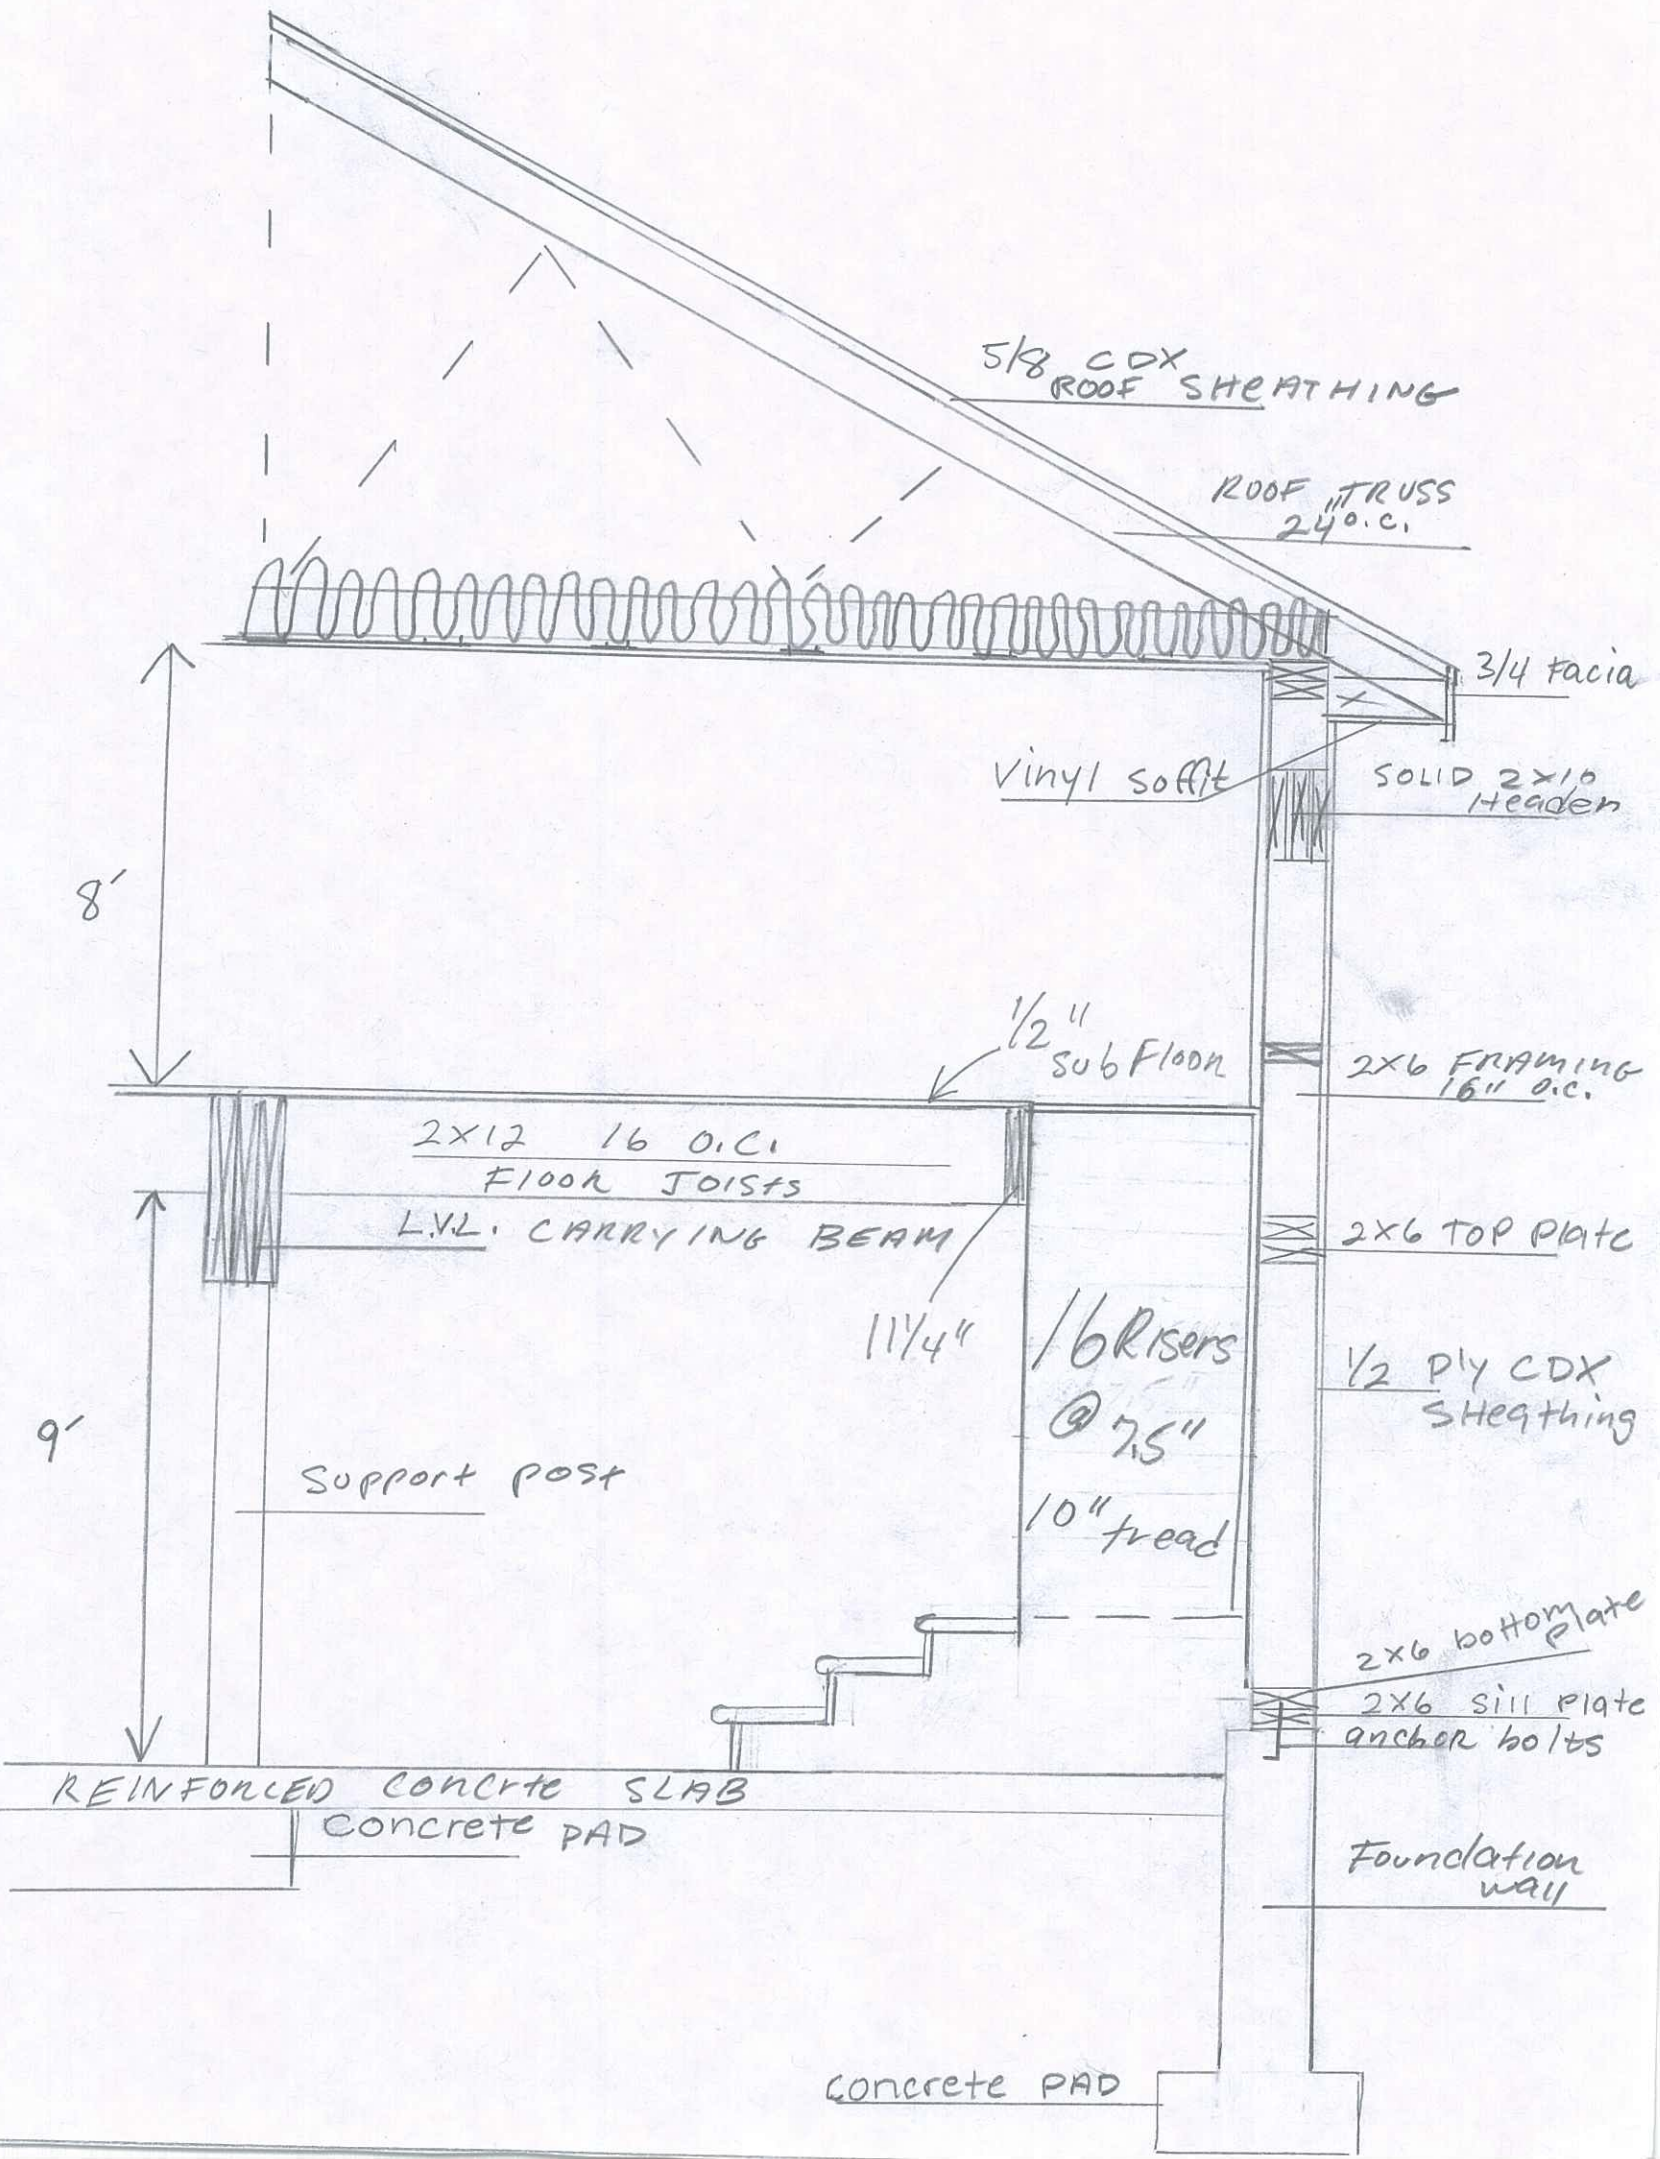 5/8 CDX
ROOF SHEATHING
ROOF TRUSS
24" O.C.
3/4 Facia
Vinyl Soffit
SOLID 2X10
Header
8'
1/2"
Sub Floor
2X6 FRAMING
16" O.C.
2X12 16 O.C.
Floor Joists
L.V.L. CARRYING BEAM
2X6 TOP Plate
11 1/4"
16 Risers
@ 7.5"
10" tread
1/2 Ply CDX
SHeathing
9'
Support post
2X6 bottom
Plate
2X6 Sill Plate
anchor bolts
REINFORCED Concrte SLAB
Concrete PAD
Foundation
wall
concrete PAD